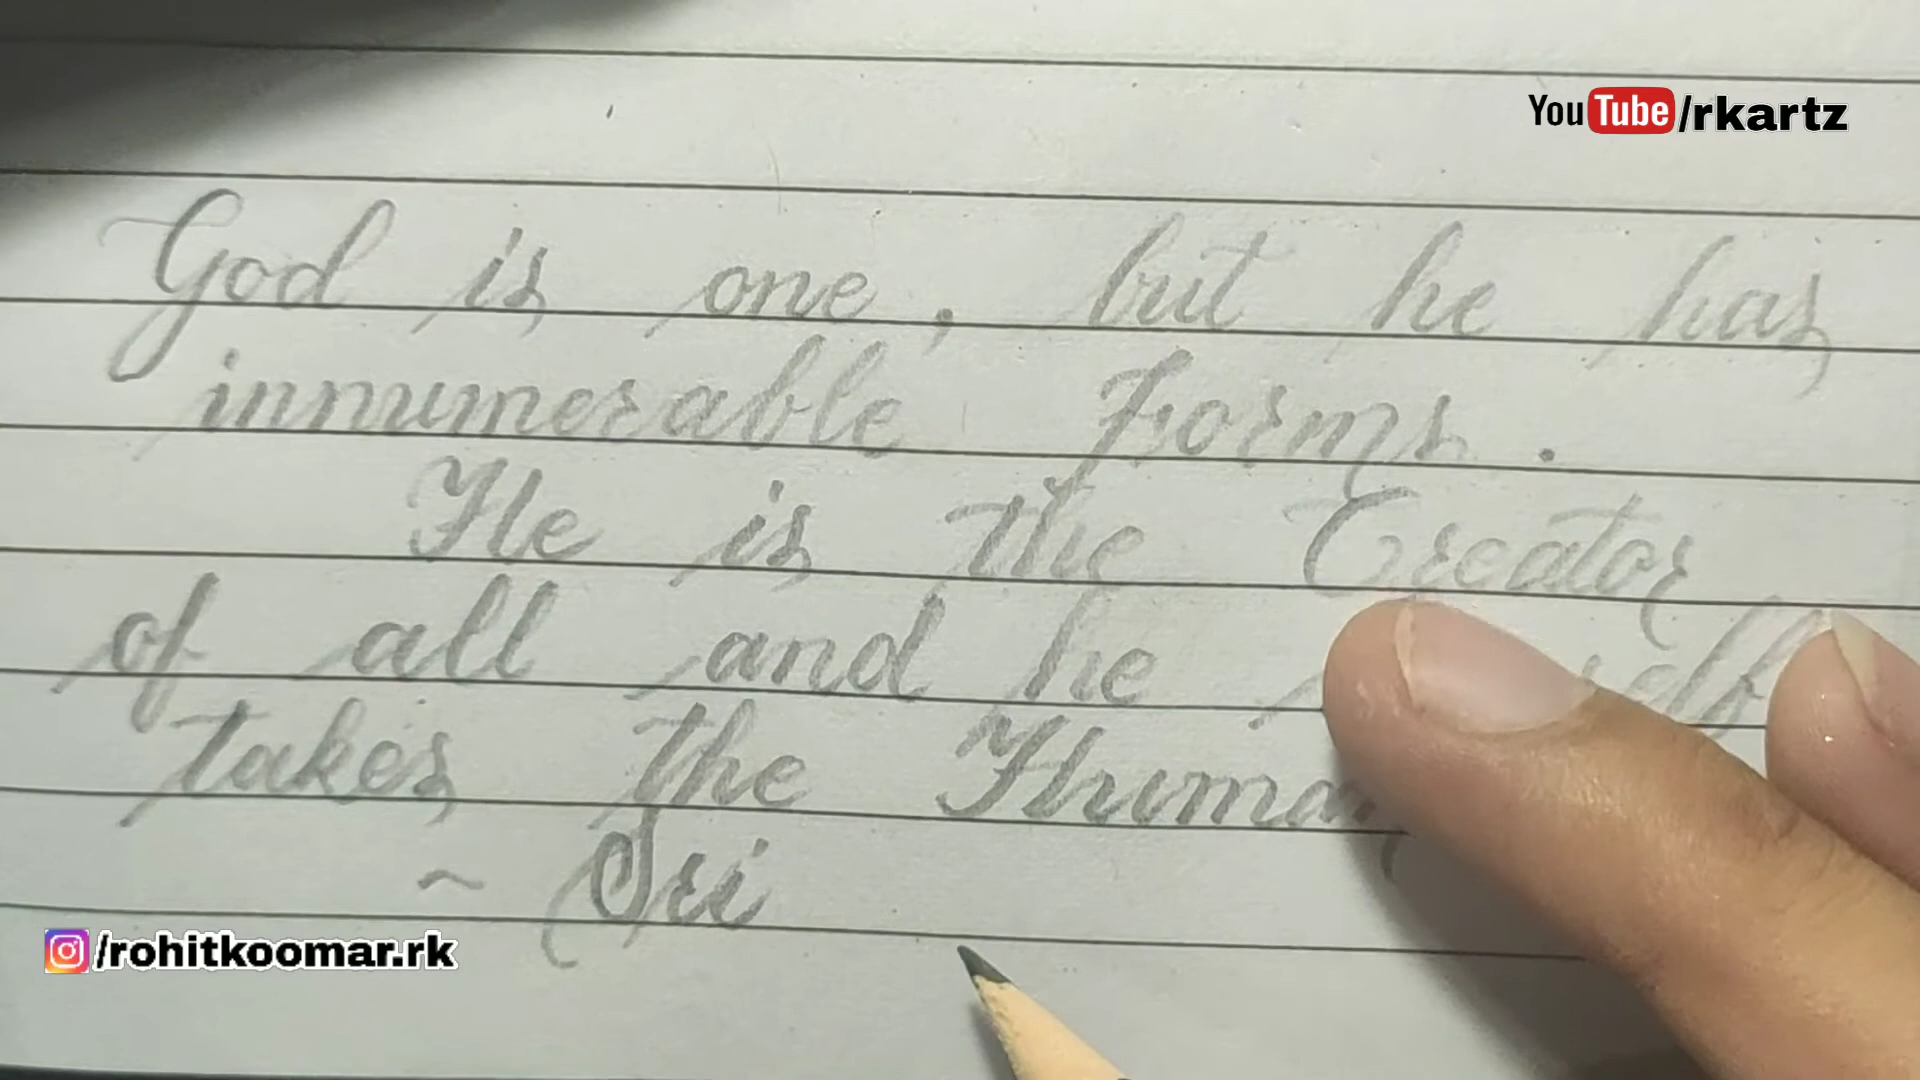 YouTube/rkartz
God is one, but he has
innumerable Forms.
He is the Creator
of all and he
takes the Human
~ Sri
/rohitkoomar.rk